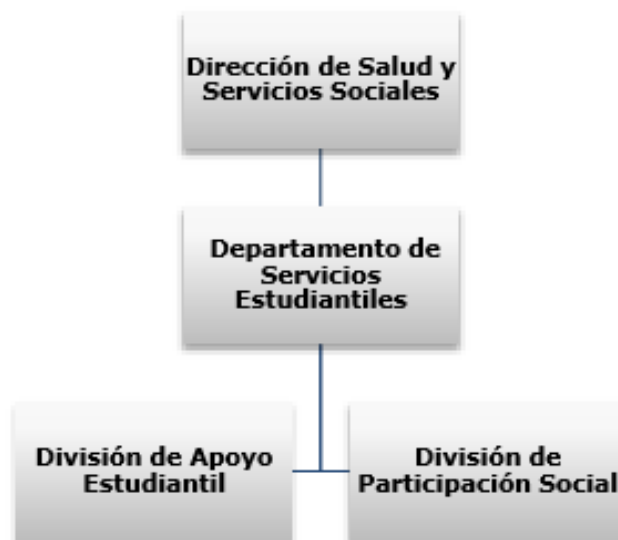 Dirección de Salud y
Servicios Sociales
Departamento de
Servicios
Estudiantiles
División de Apoyo
Estudiantil
División de
Participación Social